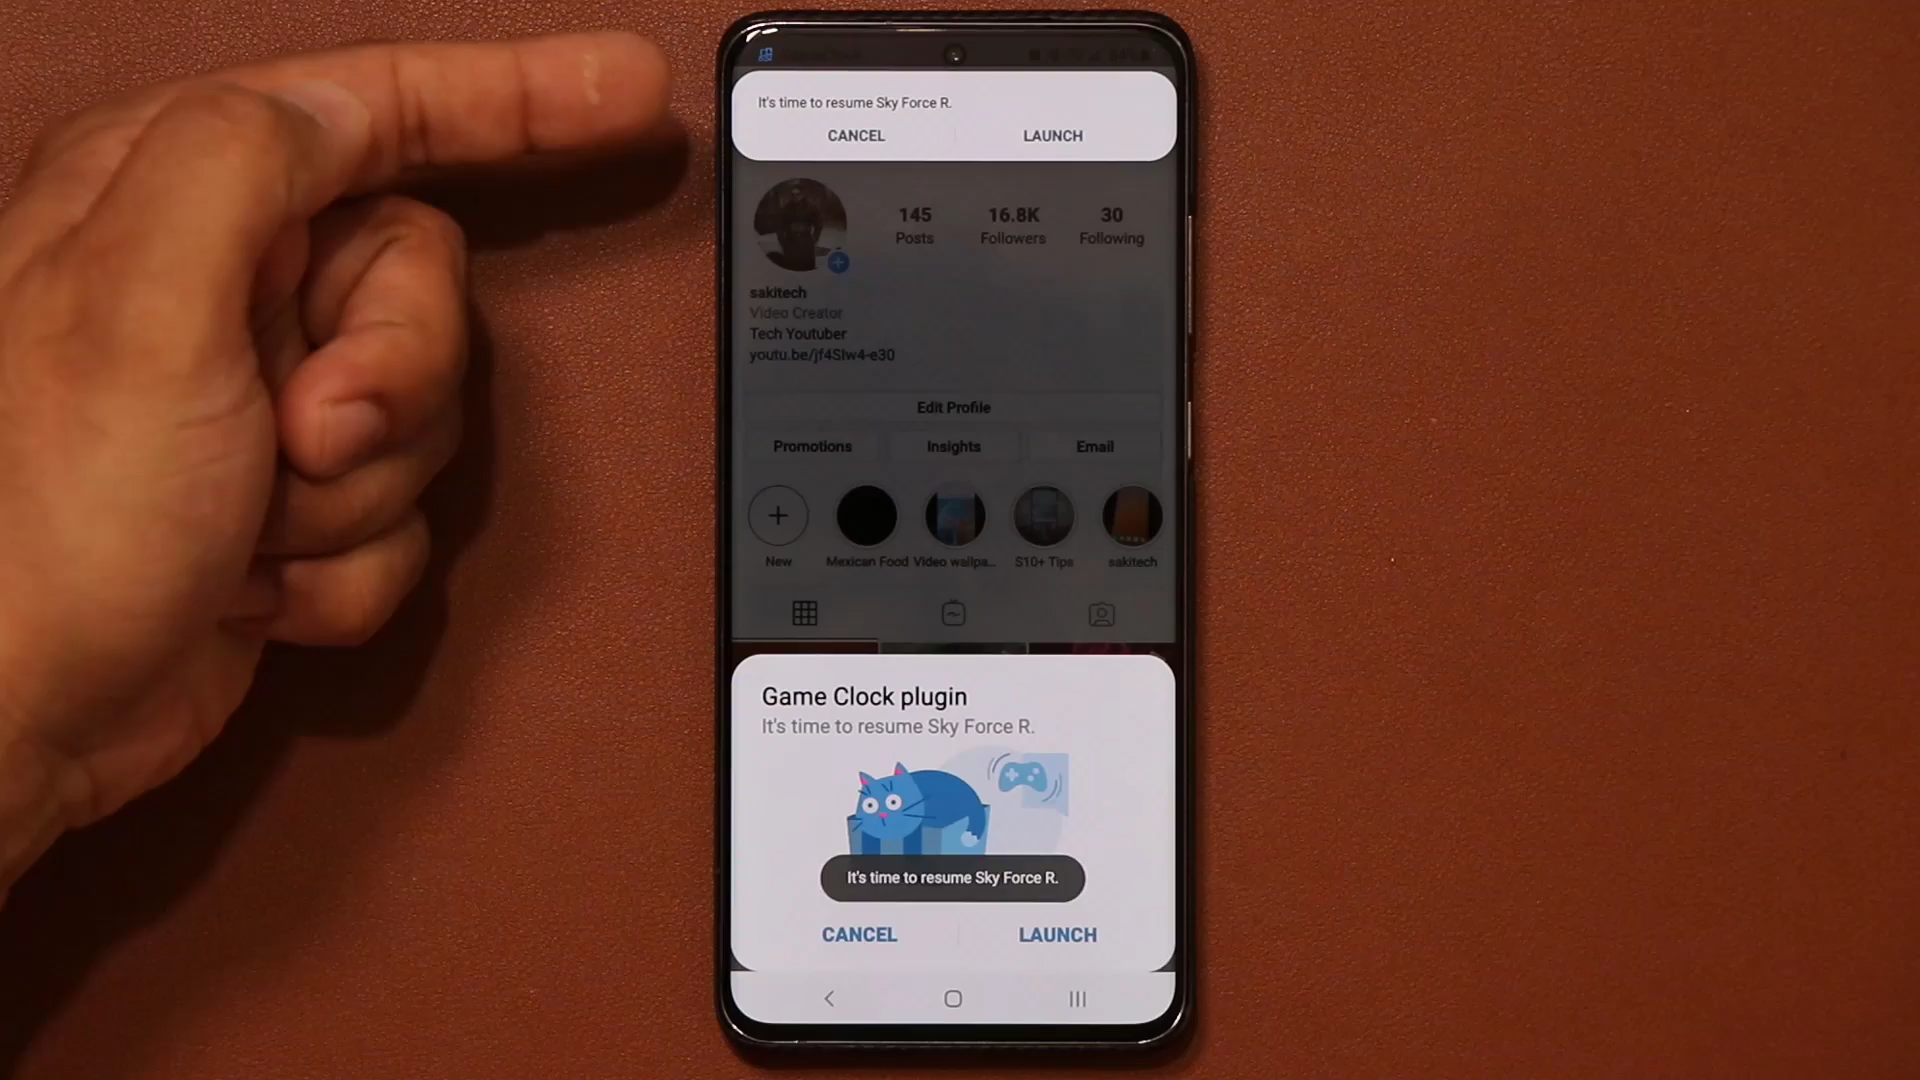 It's time to resume Sky Force R.
CANCEL LAUNCH
145 16.8K 30
Posts Followers Following
sakitech
Video Creator
Tech Youtuber
youtu.be/jf4SIw4-e30
Edit Profile
Promotions Insights Email
New Mexican Food Video wallpa... S10+ Tips sakitech
Game Clock plugin
It's time to resume Sky Force R.
It's time to resume Sky Force R.
CANCEL LAUNCH